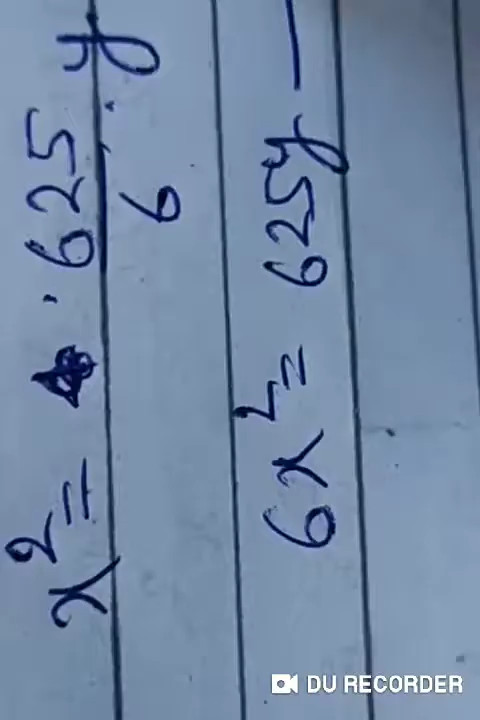 x² = · 625/6 · y
6x² = 625y —
DU RECORDER